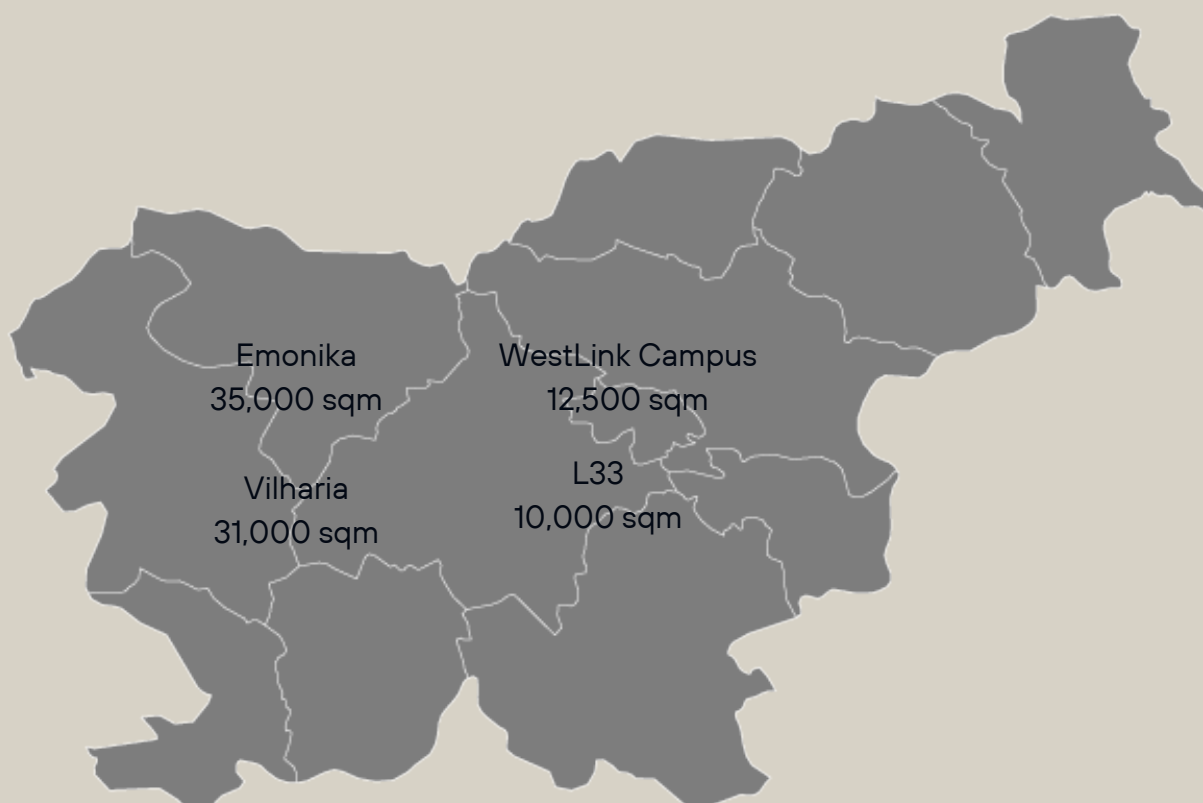 Emonika
35,000 sqm
WestLink Campus
12,500 sqm
Vilharia
31,000 sqm
L33
10,000 sqm